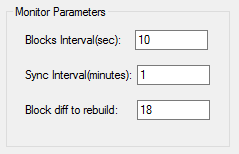 Monitor Parameters
Blocks Interval(sec): 10
Sync Interval(minutes): 1
Block diff to rebuild: 18